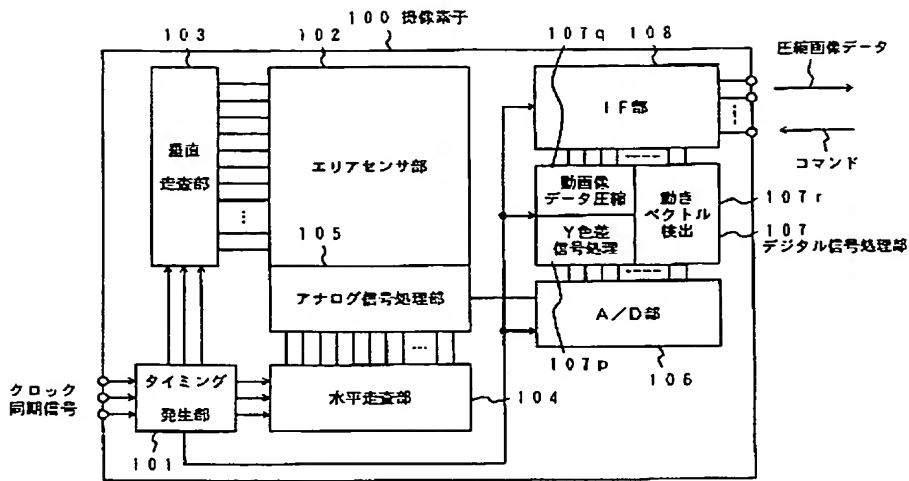 100 撮像素子
103
102
107q
108
圧縮画像データ
IF部
垂直
走査部
エリアセンサ部
コマンド
動画像
データ圧縮
動き
ベクトル
検出
107r
Y色差
信号処理
107
デジタル信号処理部
105
アナログ信号処理部
A/D部
107p
106
クロック
同期信号
タイミング
発生部
水平走査部
104
101